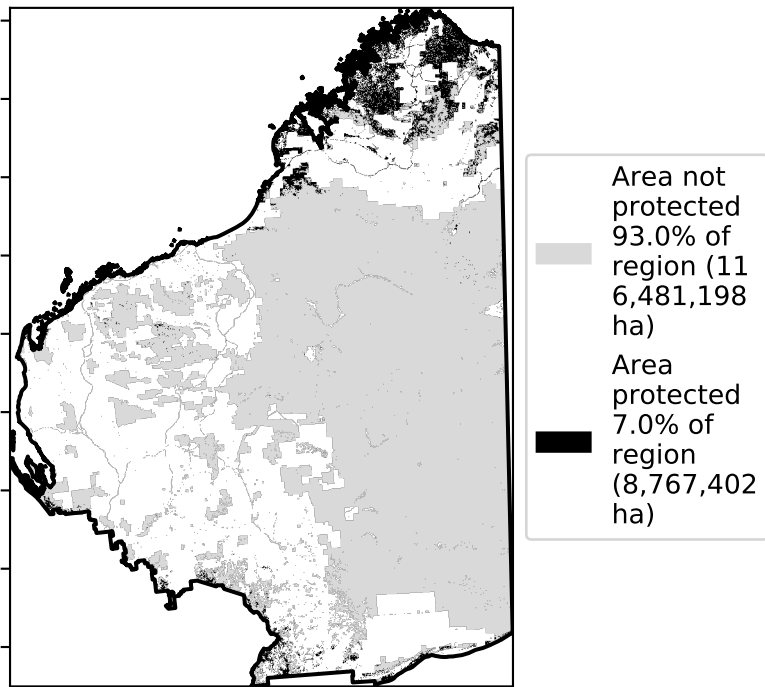 Area not
protected
93.0% of
region (11
6,481,198
ha)
Area
protected
7.0% of
region
(8,767,402
ha)